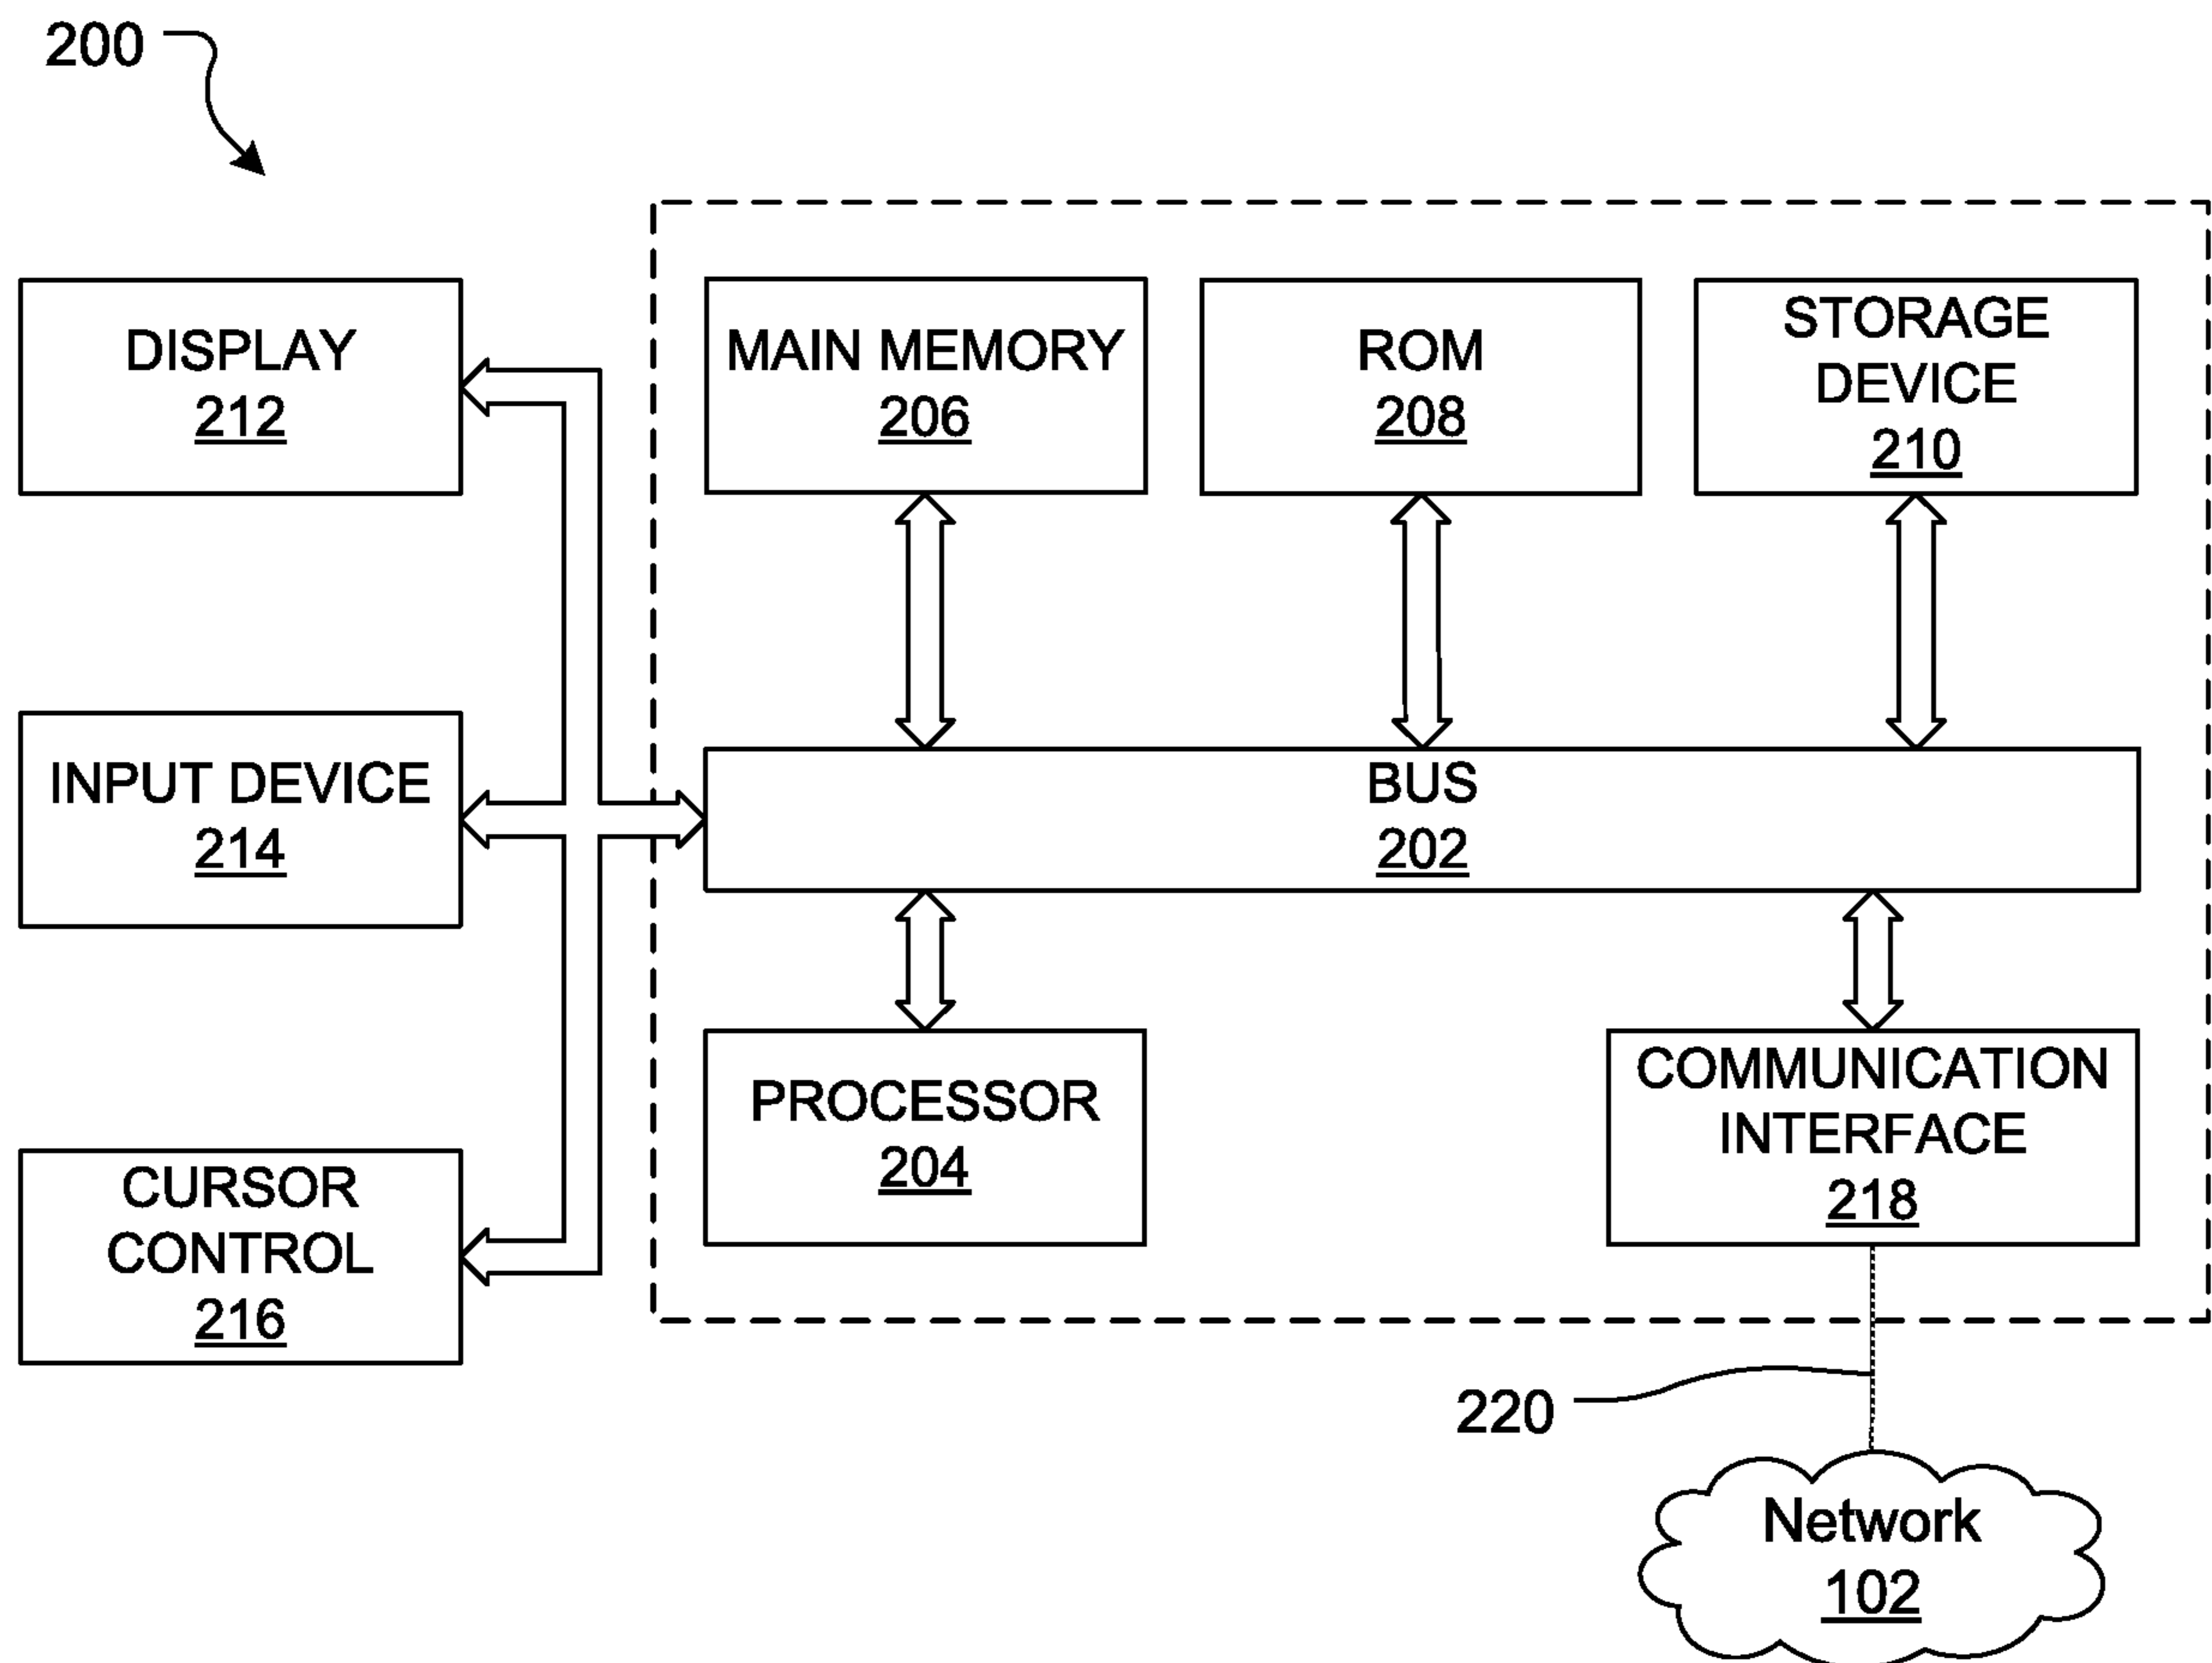 200
DISPLAY
212
MAIN MEMORY
206
ROM
208
STORAGE
DEVICE
210
INPUT DEVICE
214
BUS
202
CURSOR
CONTROL
216
PROCESSOR
204
COMMUNICATION
INTERFACE
218
220
Network
102